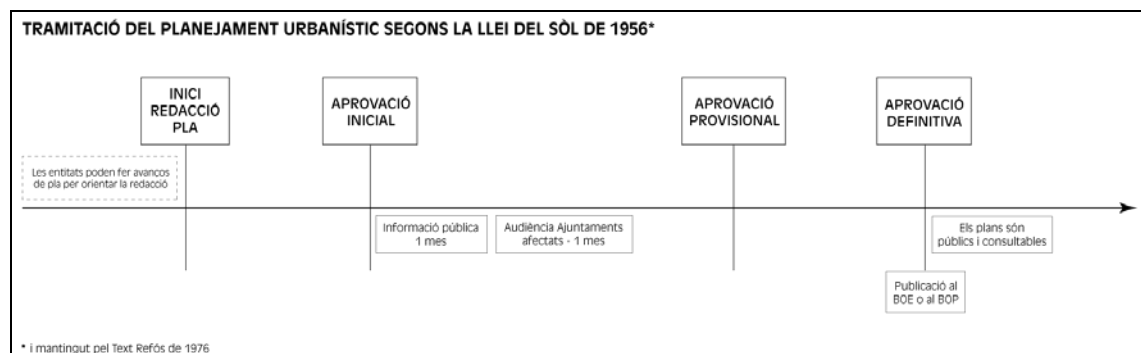 TRAMITACIÓ DEL PLANEJAMENT URBANÍSTIC SEGONS LA LLEI DEL SÒL DE 1956*
INICI
REDACCIÓ
PLA
APROVACIÓ
INICIAL
APROVACIÓ
PROVISIONAL
APROVACIÓ
DEFINITIVA
Les entitats poden fer avanços
de pla per orientar la redacció
Informació pública
1 mes
Audiència Ajuntaments
afectats - 1 mes
Els plans són
públics i consultables
Publicació al
BOE o al BOP
* i mantingut pel Text Refós de 1976